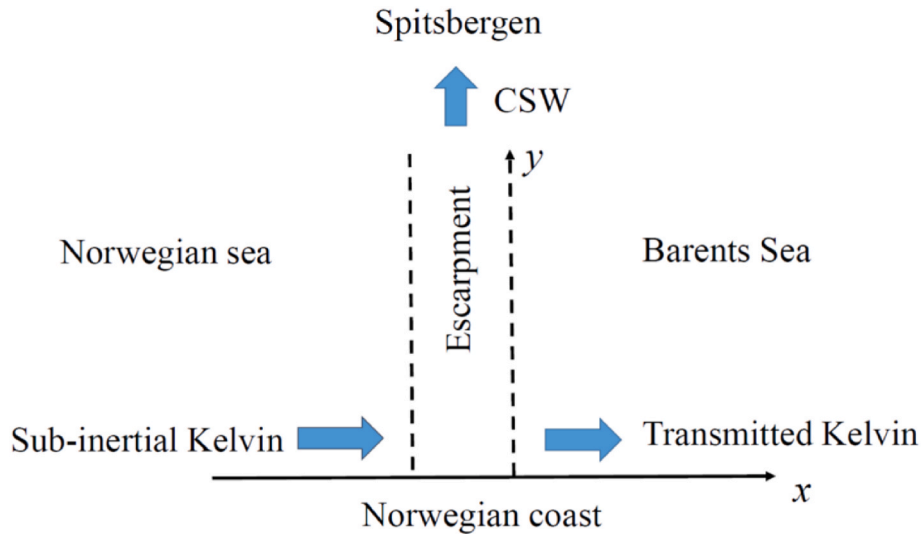 Spitsbergen
CSW
y
Norwegian sea
Escarpment
Barents Sea
Sub-inertial Kelvin
Transmitted Kelvin
x
Norwegian coast